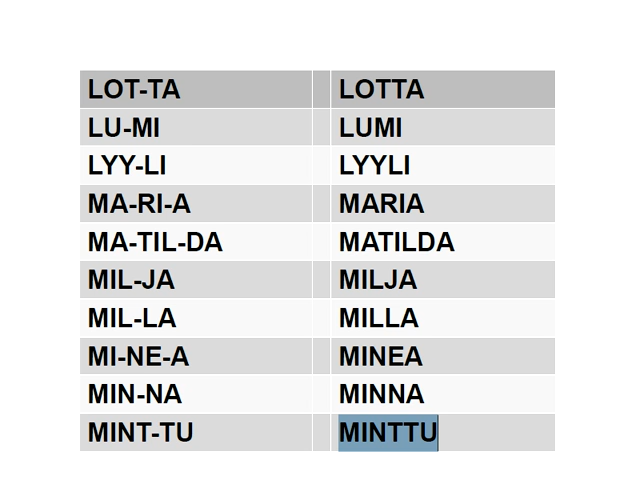 LOT-TA LOTTA
LU-MI LUMI
LYY-LI LYYLI
MA-RI-A MARIA
MA-TIL-DA MATILDA
MIL-JA MILJA
MIL-LA MILLA
MI-NE-A MINEA
MIN-NA MINNA
MINT-TU MINTTU